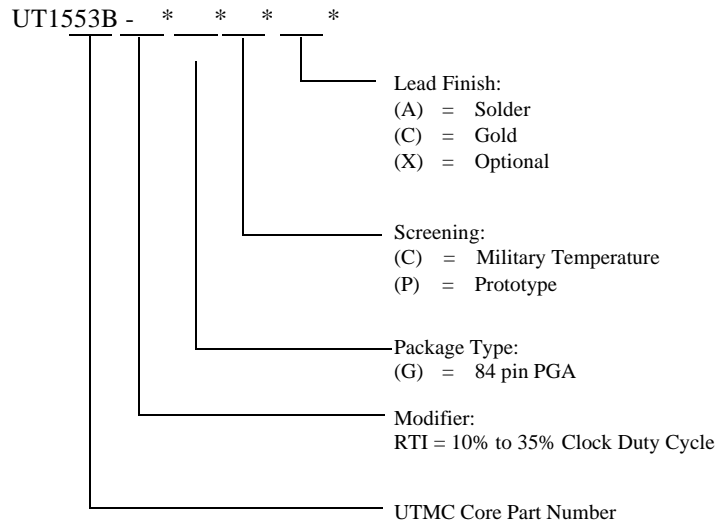 UT1553B - * * * *
Lead Finish:
(A) = Solder
(C) = Gold
(X) = Optional
Screening:
(C) = Military Temperature
(P) = Prototype
Package Type:
(G) = 84 pin PGA
Modifier:
RTI = 10% to 35% Clock Duty Cycle
UTMC Core Part Number